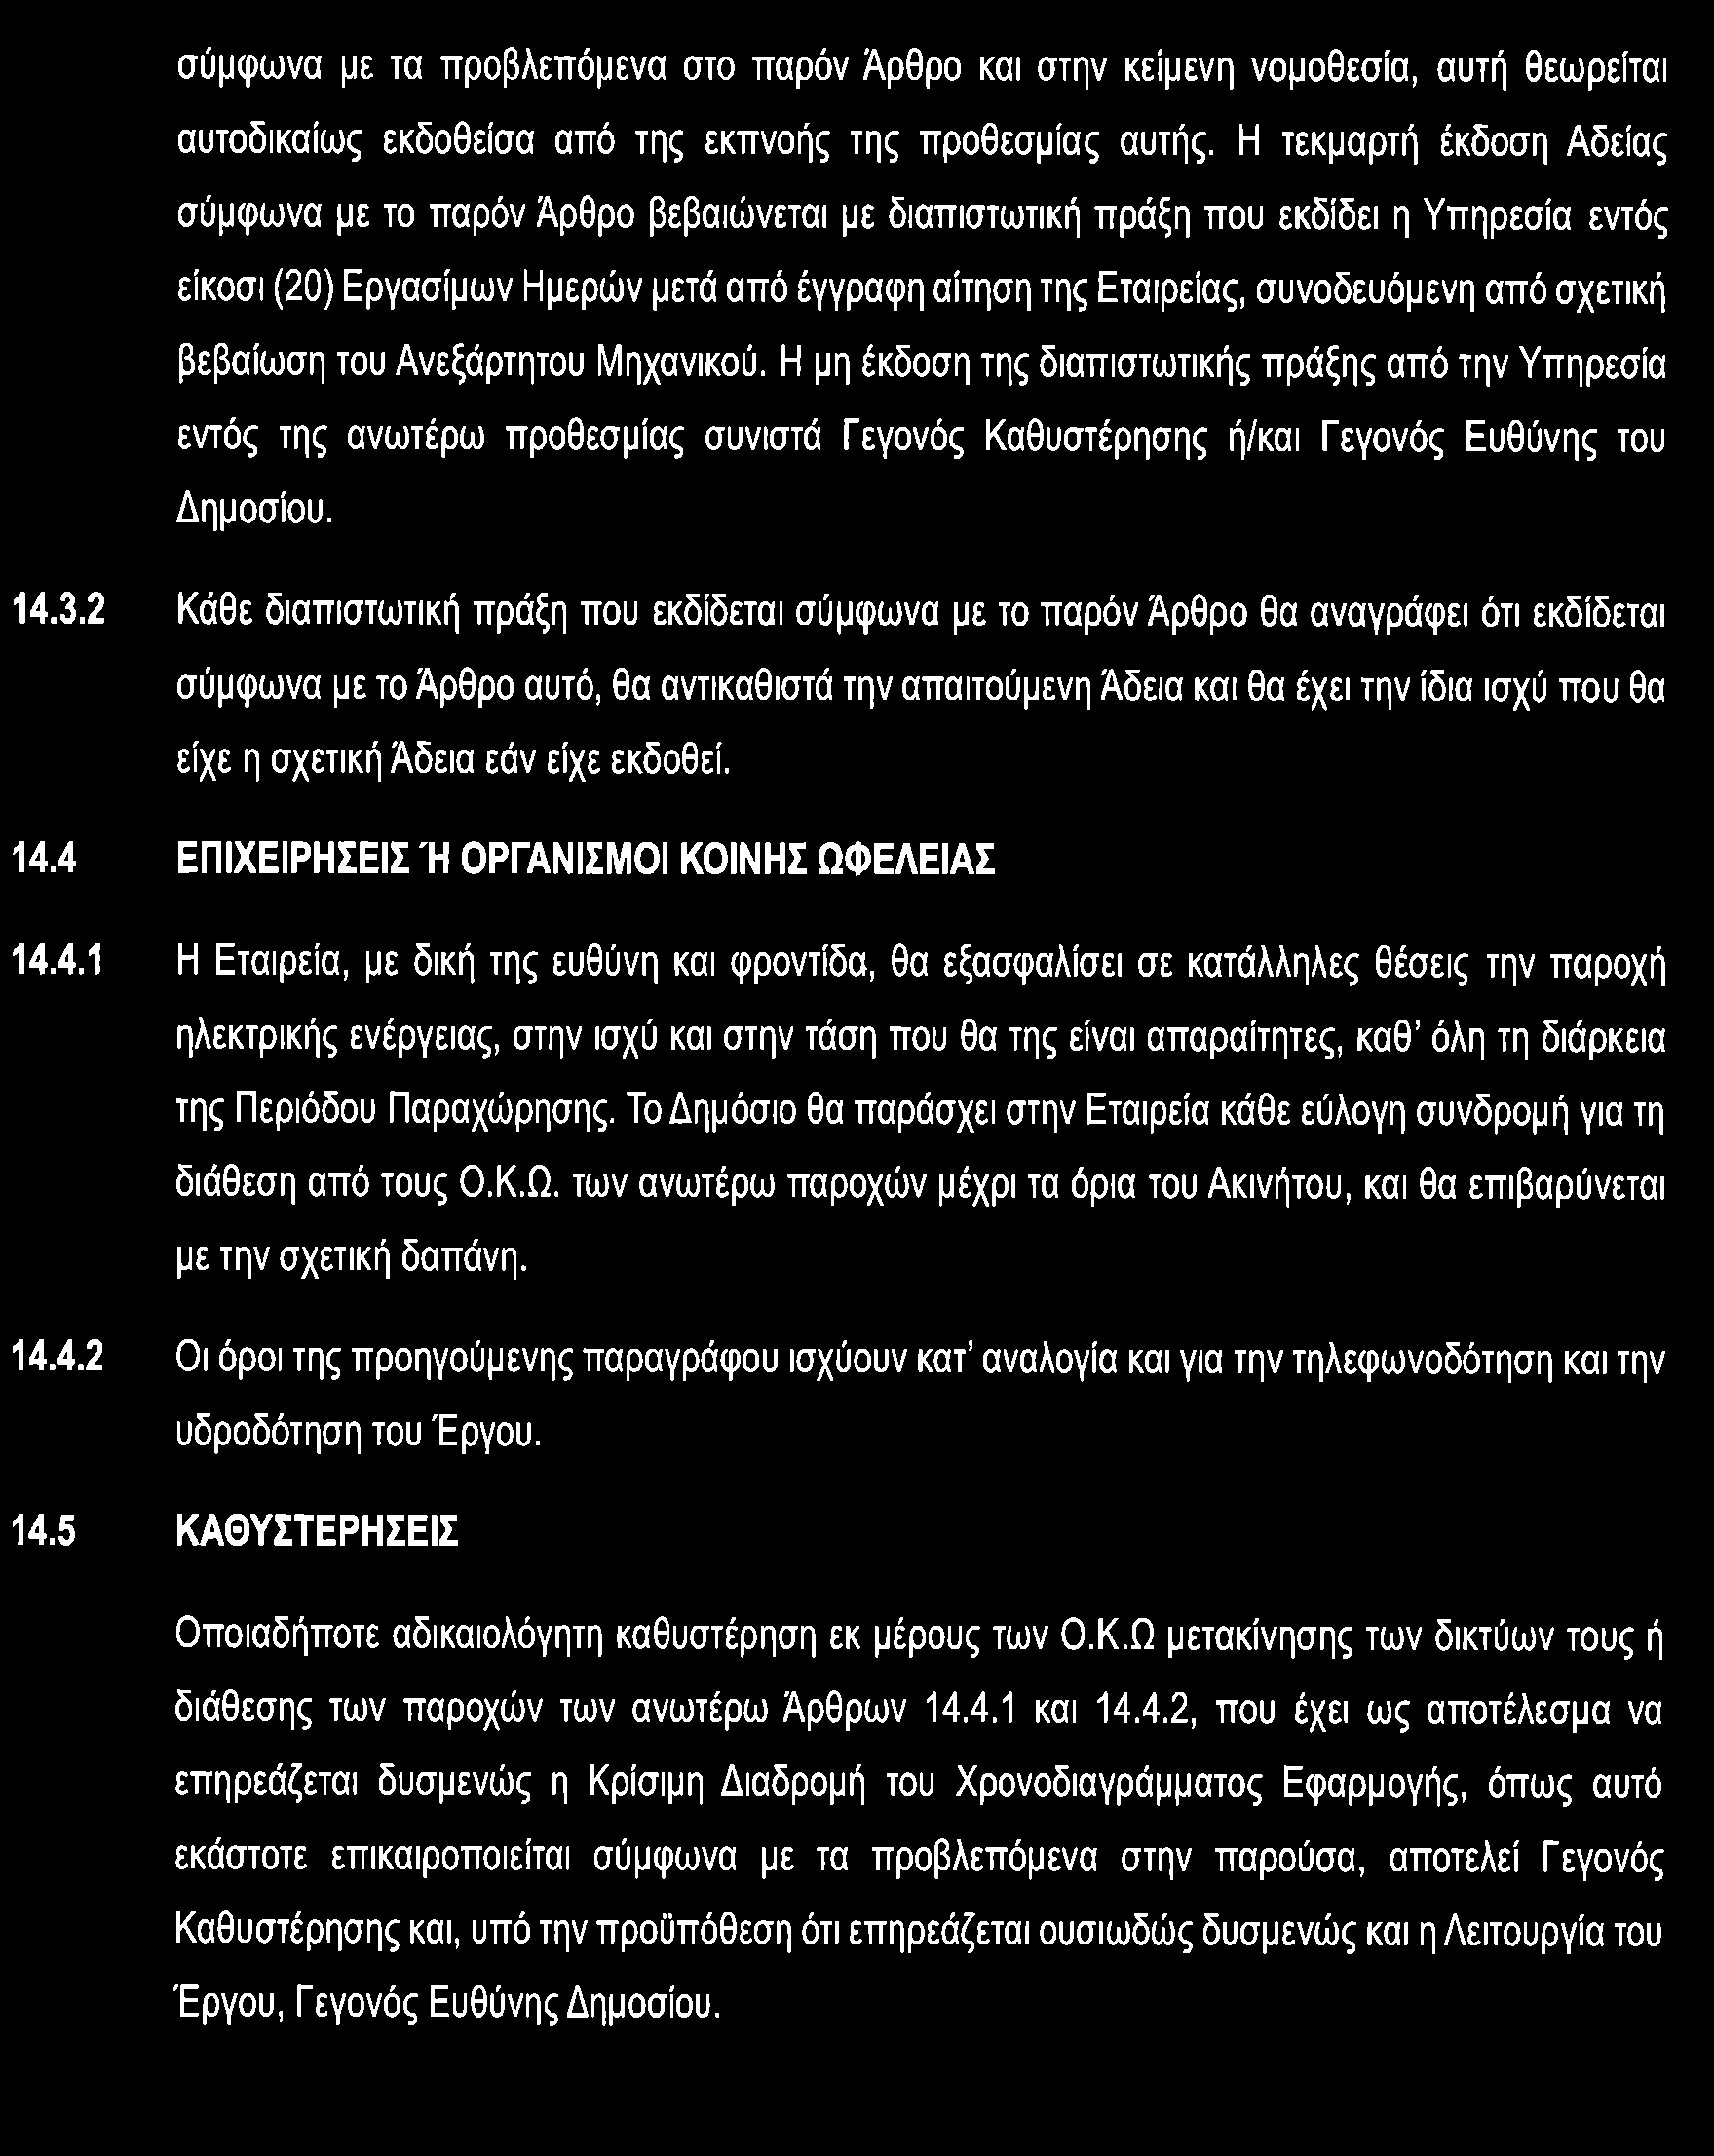 σύμφωνα με τα προβλεπόμενα στο παρόν Άρθρο και στην κείμενη νομοθεσία, αυτή θεωρείται
αυτοδικαίως εκδοθείσα από της εκπνοής της προθεσμίας αυτής. Η τεκμαρτή έκδοση Αδείας
σύμφωνα με το παρόν Άρθρο βεβαιώνεται με διαπιστωτική πράξη που εκδίδει η Υπηρεσία εντός
είκοσι (20) Εργασίμων Ημερών μετά από έγγραφη αίτηση της Εταιρείας, συνοδευόμενη από σχετική
βεβαίωση του Ανεξάρτητου Μηχανικού. Η μη έκδοση της διαπιστωτικής πράξης από την Υπηρεσία
εντός της ανωτέρω προθεσμίας συνιστά Γεγονός Καθυστέρησης ή/και Γεγονός Ευθύνης του
Δημοσίου.
14.3.2 Κάθε διαπιστωτική πράξη που εκδίδεται σύμφωνα με το παρόν Άρθρο θα αναγράφει ότι εκδίδεται
σύμφωνα με το Άρθρο αυτό, θα αντικαθιστά την απαιτούμενη Άδεια και θα έχει την ίδια ισχύ που θα
είχε η σχετική Άδεια εάν είχε εκδοθεί.
14.4 ΕΠΙΧΕΙΡΗΣΕΙΣ Ή ΟΡΓΑΝΙΣΜΟΙ ΚΟΙΝΗΣ ΩΦΕΛΕΙΑΣ
14.4.1 Η Εταιρεία, με δική της ευθύνη και φροντίδα, θα εξασφαλίσει σε κατάλληλες θέσεις την παροχή
ηλεκτρικής ενέργειας, στην ισχύ και στην τάση που θα της είναι απαραίτητες, καθ’ όλη τη διάρκεια
της Περιόδου Παραχώρησης. Το Δημόσιο θα παράσχει στην Εταιρεία κάθε εύλογη συνδρομή για τη
διάθεση από τους Ο.Κ.Ω. των ανωτέρω παροχών μέχρι τα όρια του Ακινήτου, και θα επιβαρύνεται
με την σχετική δαπάνη.
14.4.2 Οι όροι της προηγούμενης παραγράφου ισχύουν κατ’ αναλογία και για την τηλεφωνοδότηση και την
υδροδότηση του Έργου.
14.5 ΚΑΘΥΣΤΕΡΗΣΕΙΣ
Οποιαδήποτε αδικαιολόγητη καθυστέρηση εκ μέρους των Ο.Κ.Ω μετακίνησης των δικτύων τους ή
διάθεσης των παροχών των ανωτέρω Άρθρων 14.4.1 και 14.4.2, που έχει ως αποτέλεσμα να
επηρεάζεται δυσμενώς η Κρίσιμη Διαδρομή του Χρονοδιαγράμματος Εφαρμογής, όπως αυτό
εκάστοτε επικαιροποιείται σύμφωνα με τα προβλεπόμενα στην παρούσα, αποτελεί Γεγονός
Καθυστέρησης και, υπό την προϋπόθεση ότι επηρεάζεται ουσιωδώς δυσμενώς και η Λειτουργία του
Έργου, Γεγονός Ευθύνης Δημοσίου.